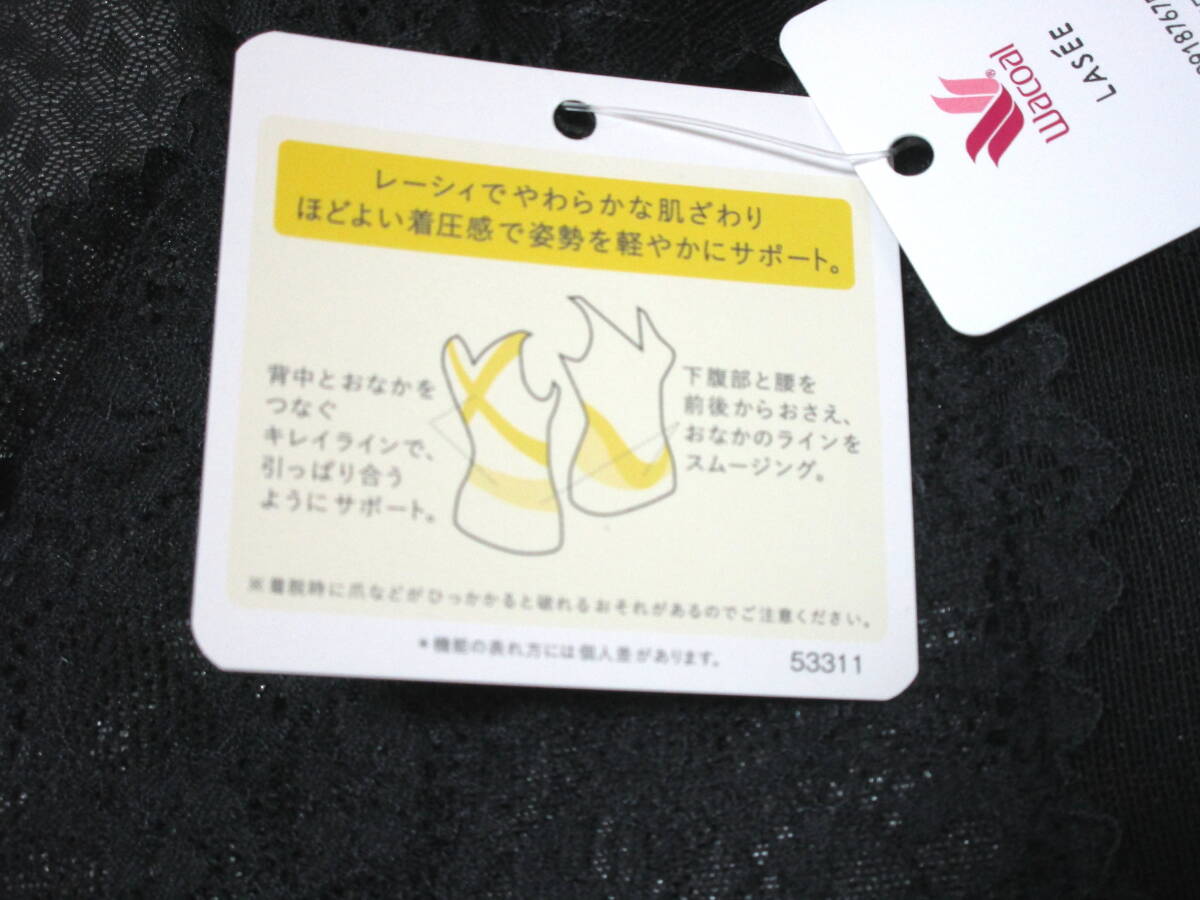 レーシィでやわらかな肌ざわり
ほどよい着圧感で姿勢を軽やかにサポート。
背中とおなかを
つなぐ
キレイラインで、
引っぱり合う
ようにサポート。
下腹部と腰を
前後からおさえ、
おなかのラインを
スムージング。
※着脱時に爪などがひっかかると破れるおそれがあるのでご注意ください。
*機能の表れ方には個人差があります。
53311
wacoal
LASÉE